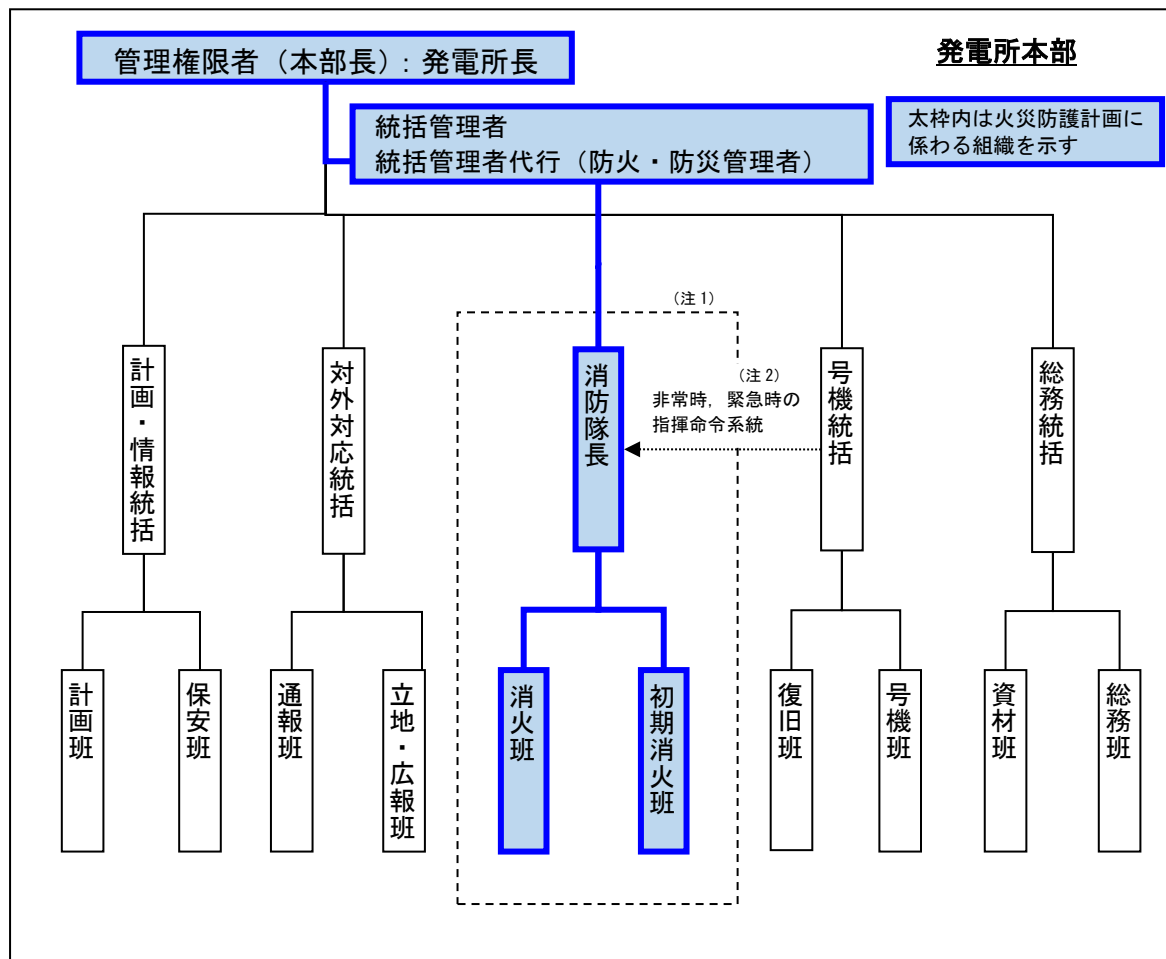 管理権限者（本部長）：発電所長
発電所本部
統括管理者
統括管理者代行（防火・防災管理者）
太枠内は火災防護計画に
係わる組織を示す
（注1）
計画・情報統括
対外対応統括
消防隊長
（注2）
非常時，緊急時の
指揮命令系統
号機統括
総務統括
計画班
保安班
通報班
立地・広報班
消火班
初期消火班
復旧班
号機班
資材班
総務班